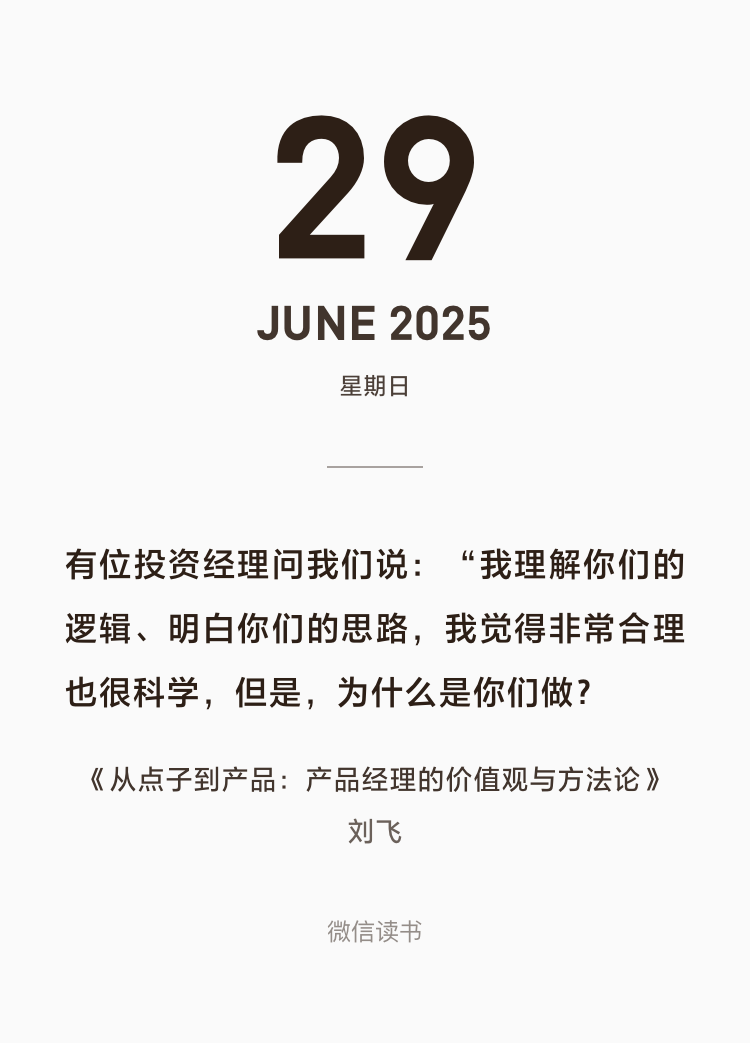 29
JUNE 2025
星期日
有位投资经理问我们说：“我理解你们的
逻辑、明白你们的思路，我觉得非常合理
也很科学，但是，为什么是你们做？
《从点子到产品：产品经理的价值观与方法论》
刘飞
微信读书